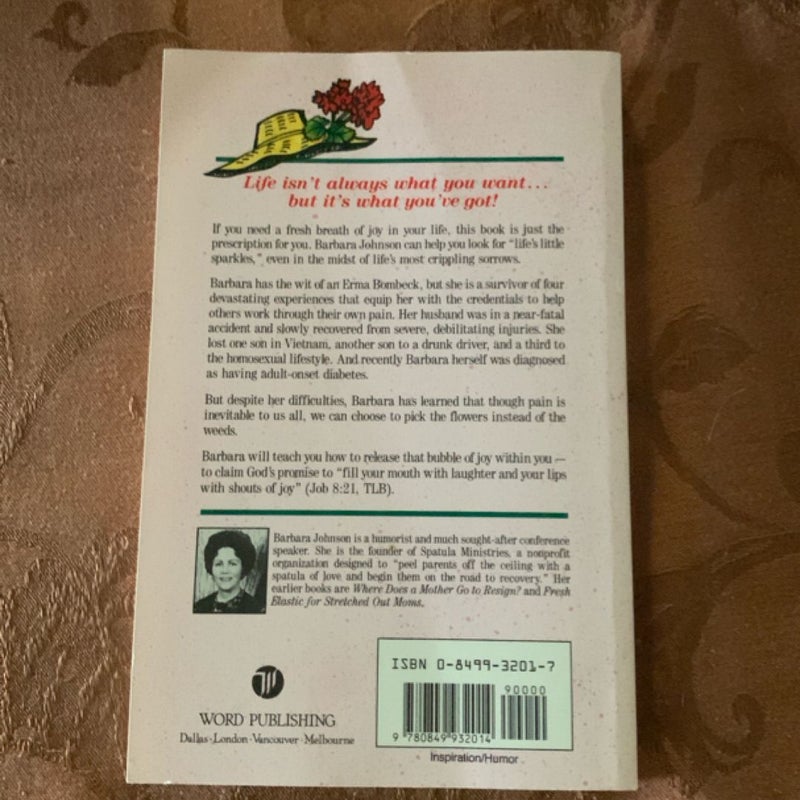 Life isn't always what you want...
but it's what you've got!
If you need a fresh breath of joy in your life, this book is just the
prescription for you. Barbara Johnson can help you look for "life's little
sparkles," even in the midst of life's most crippling sorrows.
Barbara has the wit of an Erma Bombeck, but she is a survivor of four
devastating experiences that equip her with the credentials to help
others work through their own pain. Her husband was in a near-fatal
accident and slowly recovered from severe, debilitating injuries. She
lost one son in Vietnam, another son to a drunk driver, and a third to
the homosexual lifestyle. And recently Barbara herself was diagnosed
as having adult-onset diabetes.
But despite her difficulties, Barbara has learned that though pain is
inevitable to us all, we can choose to pick the flowers instead of the
weeds.
Barbara will teach you how to release that bubble of joy within you—
to claim God's promise to "fill your mouth with laughter and your lips
with shouts of joy" (Job 8:21, TLB).
Barbara Johnson is a humorist and much sought-after conference
speaker. She is the founder of Spatula Ministries, a nonprofit
organization designed to "peel parents off the ceiling with a
spatula of love and begin them on the road to recovery." Her
earlier books are Where Does a Mother Go to Resign? and Fresh
Elastic for Stretched Out Moms.
W
WORD PUBLISHING
Dallas·London·Vancouver·Melbourne
ISBN 0-8499-3201-7
90000
9 780849 932014
Inspiration/Humor